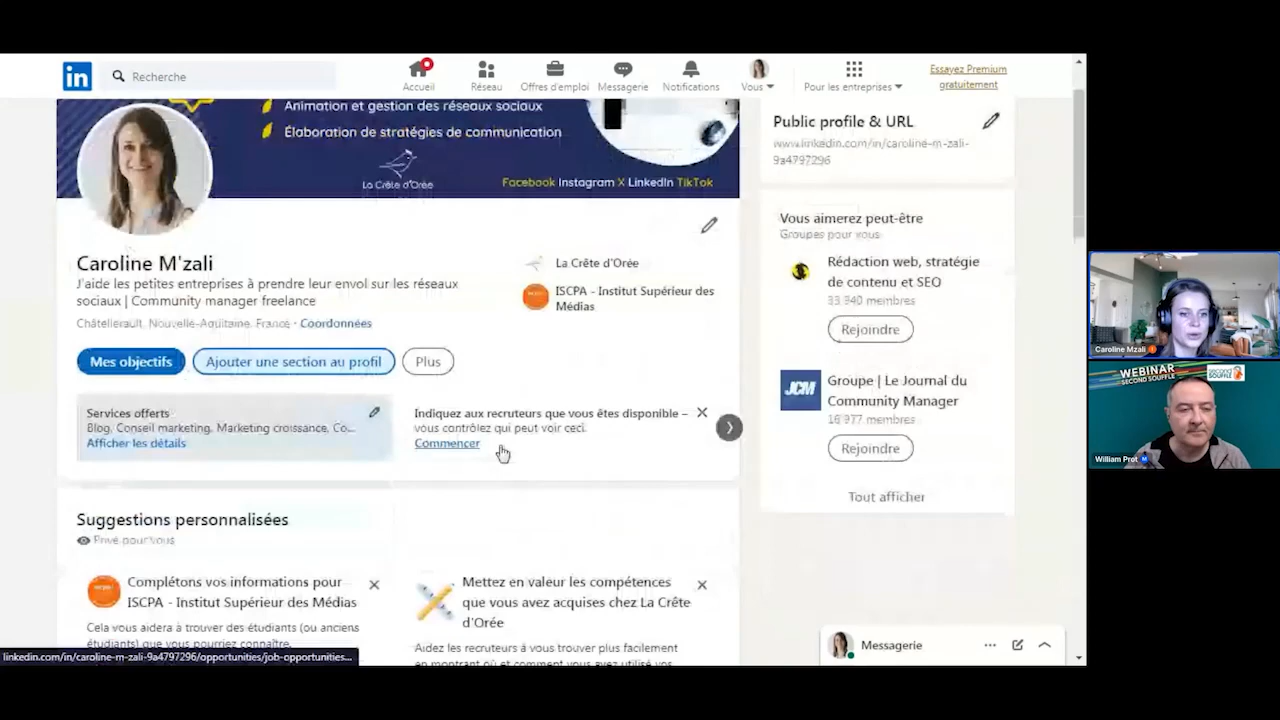 in
Recherche
Accueil
Réseau
Offres d'emploi
Messagerie
Notifications
Vous
Pour les entreprises
Essayez Premium
gratuitement
Animation et gestion des réseaux sociaux
Élaboration de stratégies de communication
La Crête d'Orée
Facebook Instagram X LinkedIn TikTok
Caroline M'zali
J'aide les petites entreprises à prendre leur envol sur les réseaux
sociaux | Community manager freelance
Châtellerault, Nouvelle-Aquitaine, France · Coordonnées
La Crête d'Orée
ISCPA - Institut Supérieur des
Médias
Mes objectifs
Ajouter une section au profil
Plus
Services offerts
Blog, Conseil marketing, Marketing croissance, Co...
Afficher les détails
Indiquez aux recruteurs que vous êtes disponible –
vous contrôlez qui peut voir ceci.
Commencer
Suggestions personnalisées
Privé pour vous
Complétons vos informations pour
ISCPA - Institut Supérieur des Médias
Cela vous aidera à trouver des étudiants (ou anciens
étudiants) que vous pourriez connaître.
Mettez en valeur les compétences
que vous avez acquises chez La Crête
d'Orée
Aidez les recruteurs à vous trouver plus facilement
en montrant où et comment vous avez utilisé vos
linkedin.com/in/caroline-m-zali-9a4797296/opportunities/job-opportunities...
Public profile & URL
www.linkedin.com/in/caroline-m-zali-
9a4797296
Vous aimerez peut-être
Groupes pour vous
Rédaction web, stratégie
de contenu et SEO
33 940 membres
Rejoindre
JCM
Groupe | Le Journal du
Community Manager
16 977 membres
Rejoindre
Tout afficher
Messagerie
Caroline Mzali
WEBINAR
SECOND SOUFFLE
William Prot